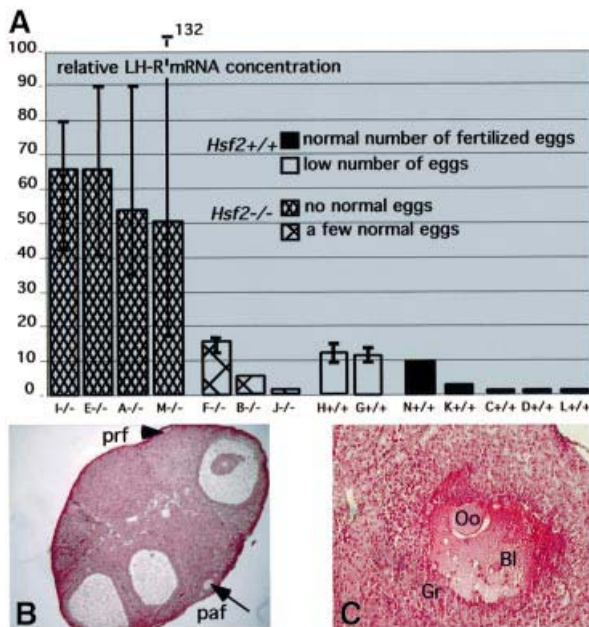 A
132
100
relative LH-R mRNA concentration
90
80
Hsf2+/+
normal number of fertilized eggs
low number of eggs
70
60
Hsf2-/-
no normal eggs
a few normal eggs
50
40
30
20
10
0
I-/- E-/- A-/- M-/- F-/- B-/- J-/- H+/+ G+/+ N+/+ K+/+ C+/+ D+/+ L+/+
prf
paf
B
Oo
Bl
Gr
C